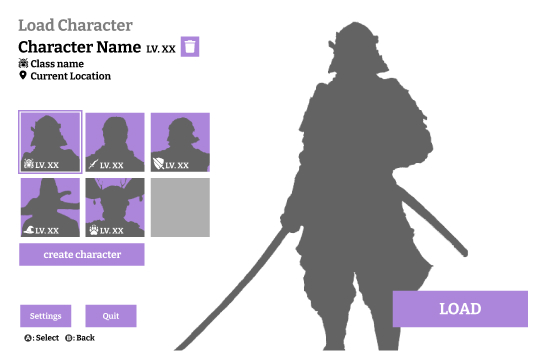 Load Character
Character Name LV. XX
Class name
Current Location
LV. XX
LV. XX
LV. XX
LV. XX
LV. XX
create character
LOAD
Settings
Quit
A: Select B: Back